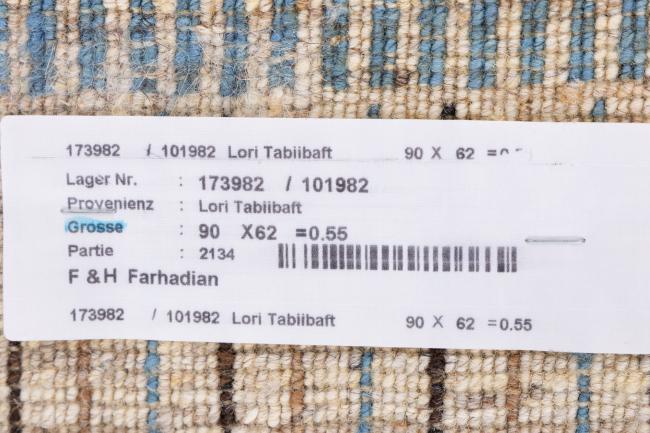 173982 / 101982 Lori Tabiibaft 90 X 62 =0.
Lager Nr. : 173982 / 101982
Provenienz : Lori Tabiibaft
Grosse : 90 X62 =0.55
Partie : 2134
F & H Farhadian
173982 / 101982 Lori Tabiibaft 90 X 62 =0.55